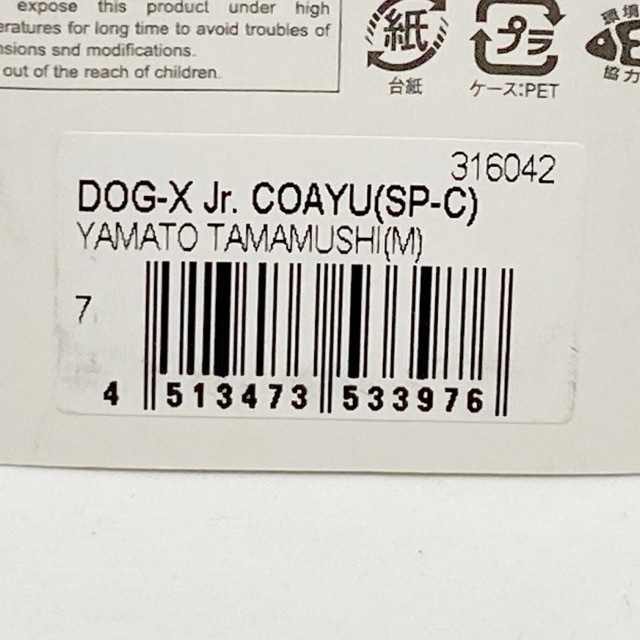 expose this product under high
eratures for long time to avoid troubles of
nsions snd modifications.
out of the reach of children.
紙
台紙
プラ
ケース:PET
環境
協力
316042
DOG-X Jr. COAYU(SP-C)
YAMATO TAMAMUSHI(M)
7
4 513473 533976